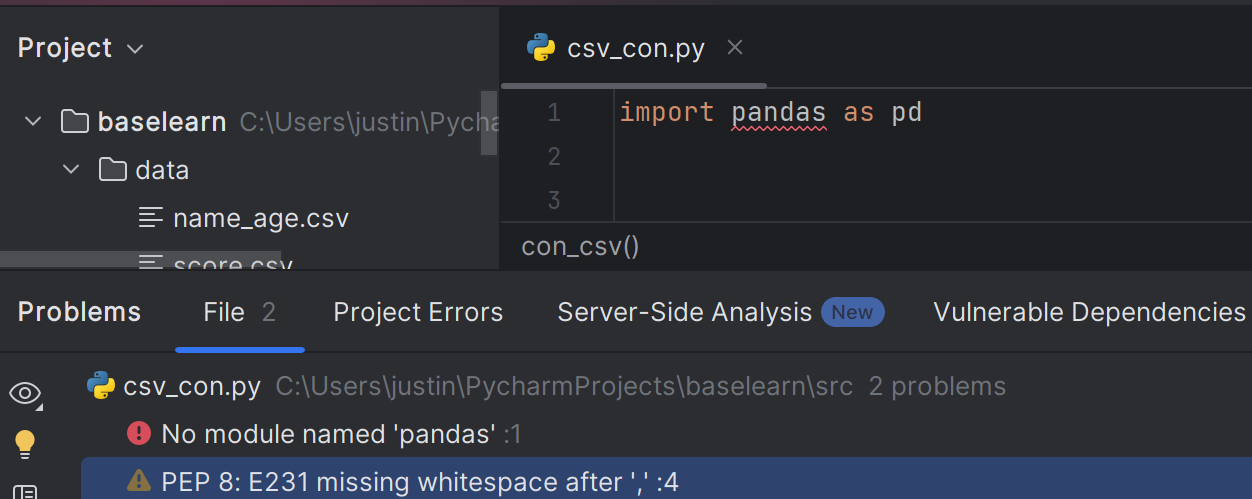 Project
csv_con.py
baselearn C:\Users\justin\Pycha
data
name_age.csv
score.csv
1 import pandas as pd
2
3
con_csv()
Problems File 2 Project Errors Server-Side Analysis New Vulnerable Dependencies
csv_con.py C:\Users\justin\PycharmProjects\baselearn\src 2 problems
No module named 'pandas' :1
PEP 8: E231 missing whitespace after ',' :4